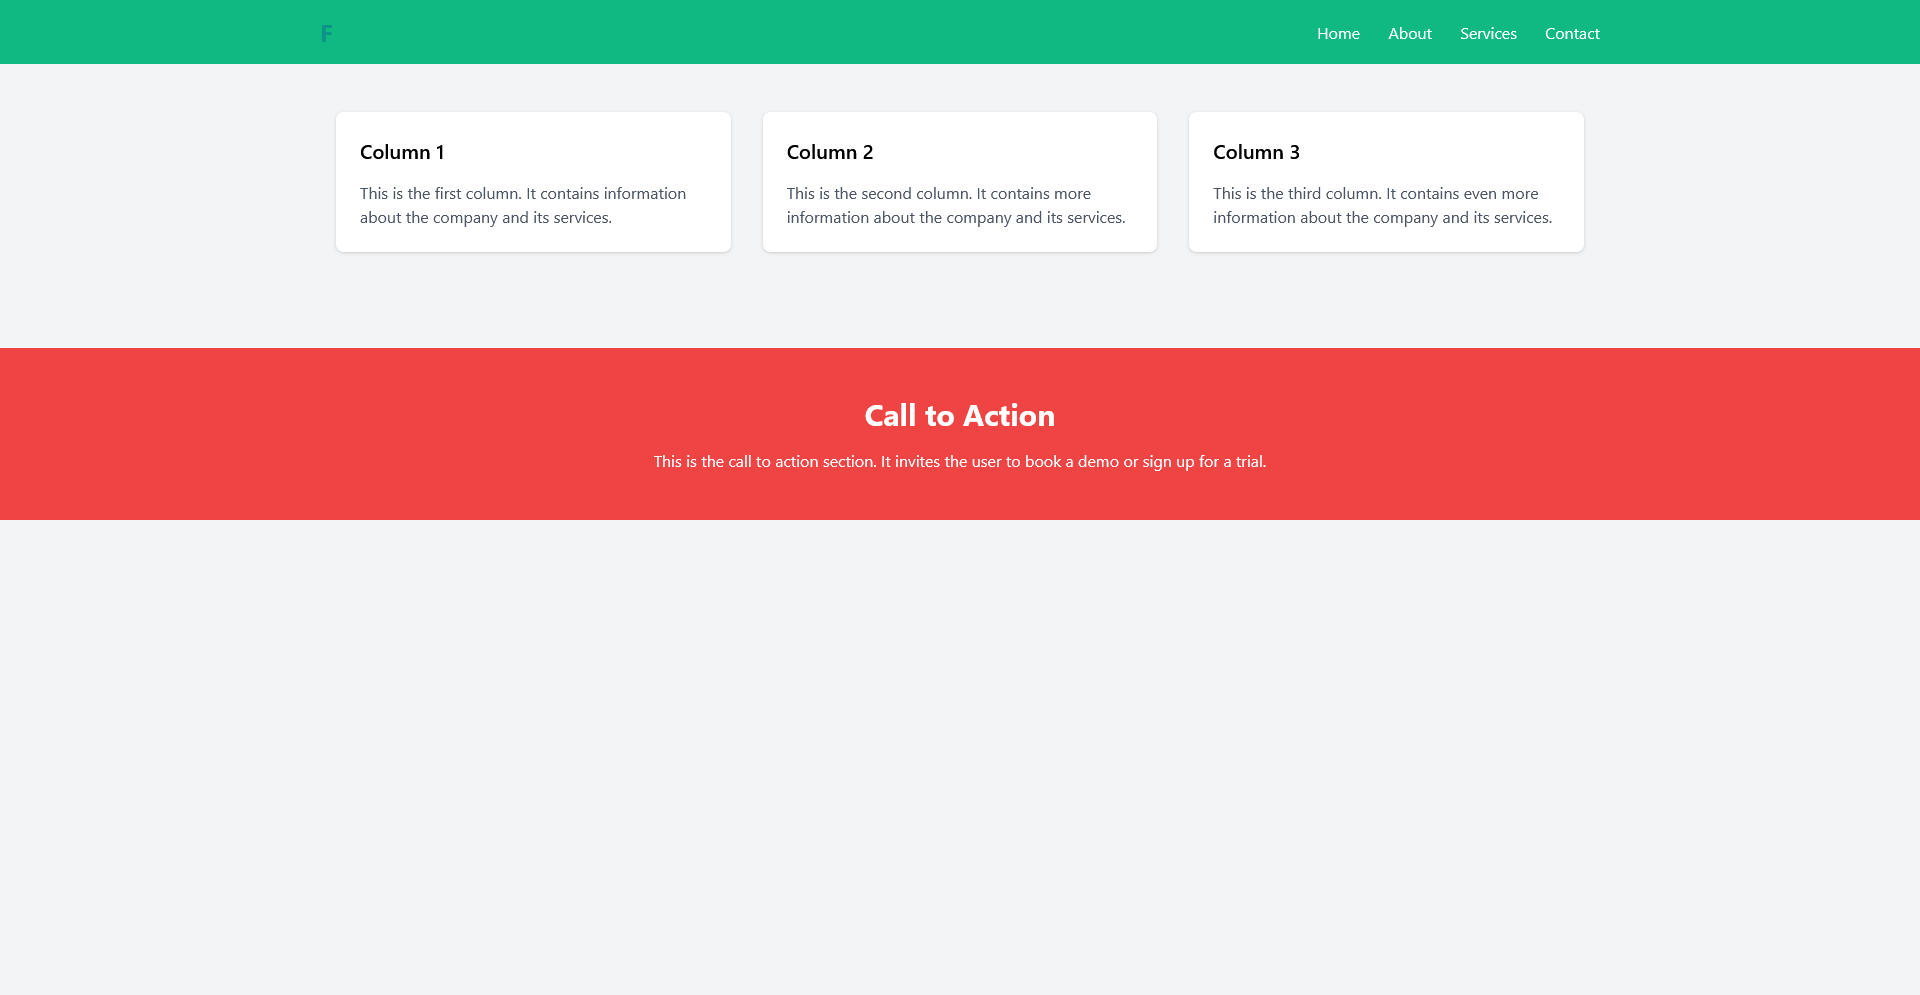 F
Home About Services Contact
Column 1
This is the first column. It contains information
about the company and its services.
Column 2
This is the second column. It contains more
information about the company and its services.
Column 3
This is the third column. It contains even more
information about the company and its services.
Call to Action
This is the call to action section. It invites the user to book a demo or sign up for a trial.